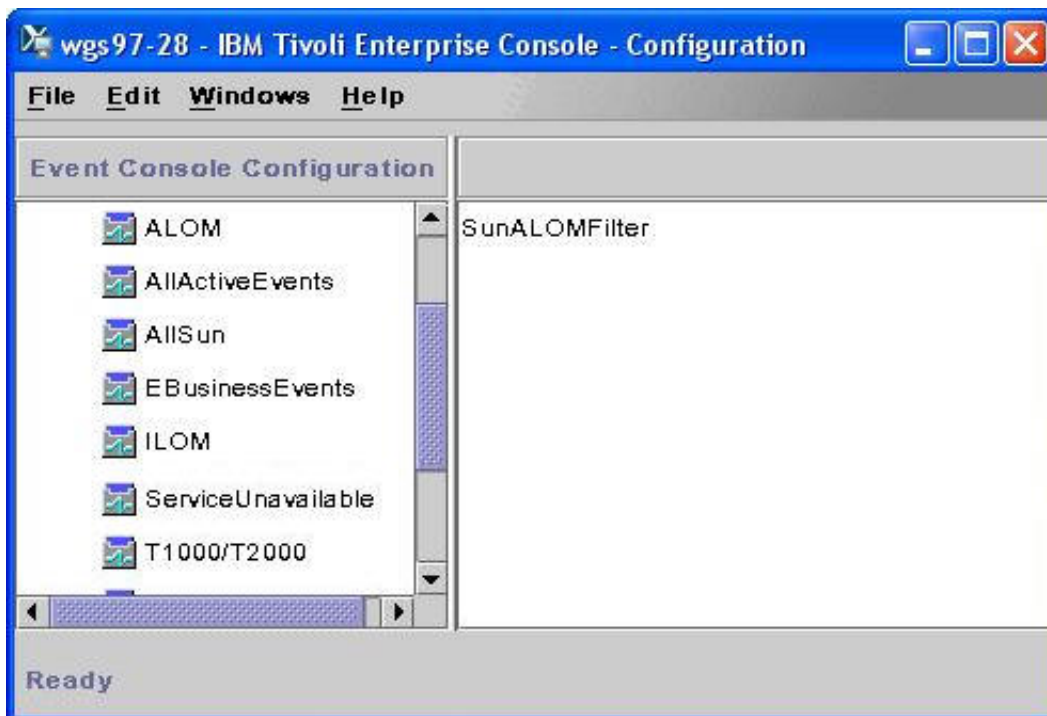 wgs97-28 - IBM Tivoli Enterprise Console - Configuration
File Edit Windows Help
Event Console Configuration
ALOM
SunALOMFilter
AllActiveEvents
AllSun
EBusinessEvents
ILOM
ServiceUnavailable
T1000/T2000
Ready